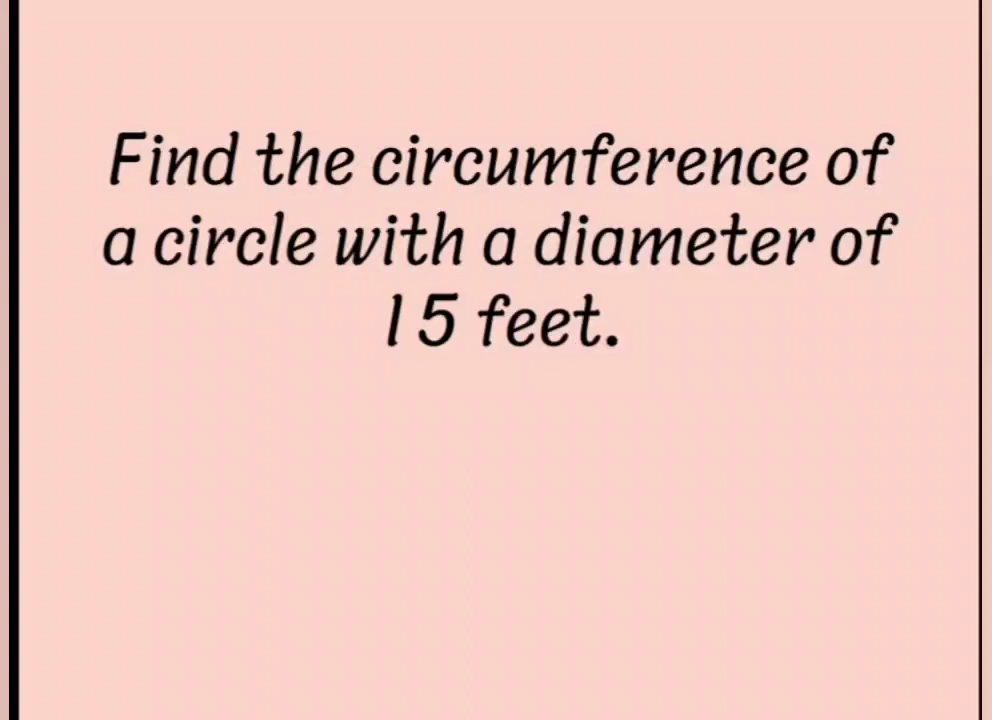 Find the circumference of
a circle with a diameter of
15 feet.